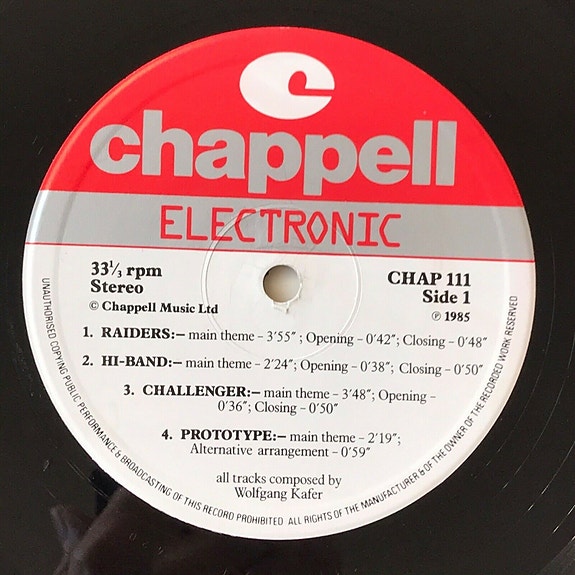 chappell
ELECTRONIC
33⅓ rpm
Stereo
© Chappell Music Ltd
CHAP 111
Side 1
℗ 1985
1. RAIDERS:– main theme – 3'55" ; Opening – 0'42"; Closing – 0'48"
2. HI-BAND:– main theme – 2'24"; Opening – 0'38"; Closing – 0'50"
3. CHALLENGER:– main theme – 3'48"; Opening –
0'36"; Closing – 0'50"
4. PROTOTYPE:– main theme – 2'19";
Alternative arrangement – 0'59"
all tracks composed by
Wolfgang Kafer
UNAUTHORISED COPYING PUBLIC PERFORMANCE & BROADCASTING OF THIS RECORD PROHIBITED ALL RIGHTS OF THE MANUFACTURER & OF THE OWNER OF THE RECORDED WORK RESERVED